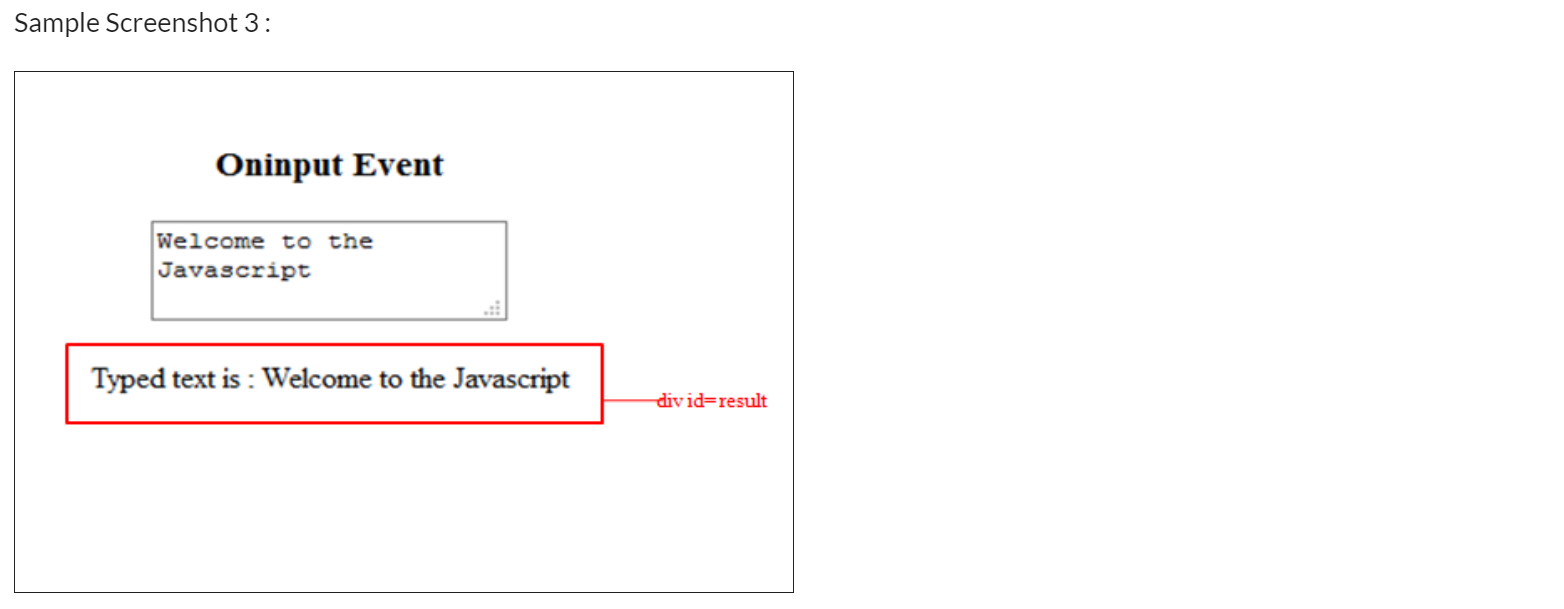 Sample Screenshot 3 :
Oninput Event
Welcome to the
Javascript
Typed text is : Welcome to the Javascript
div id=result